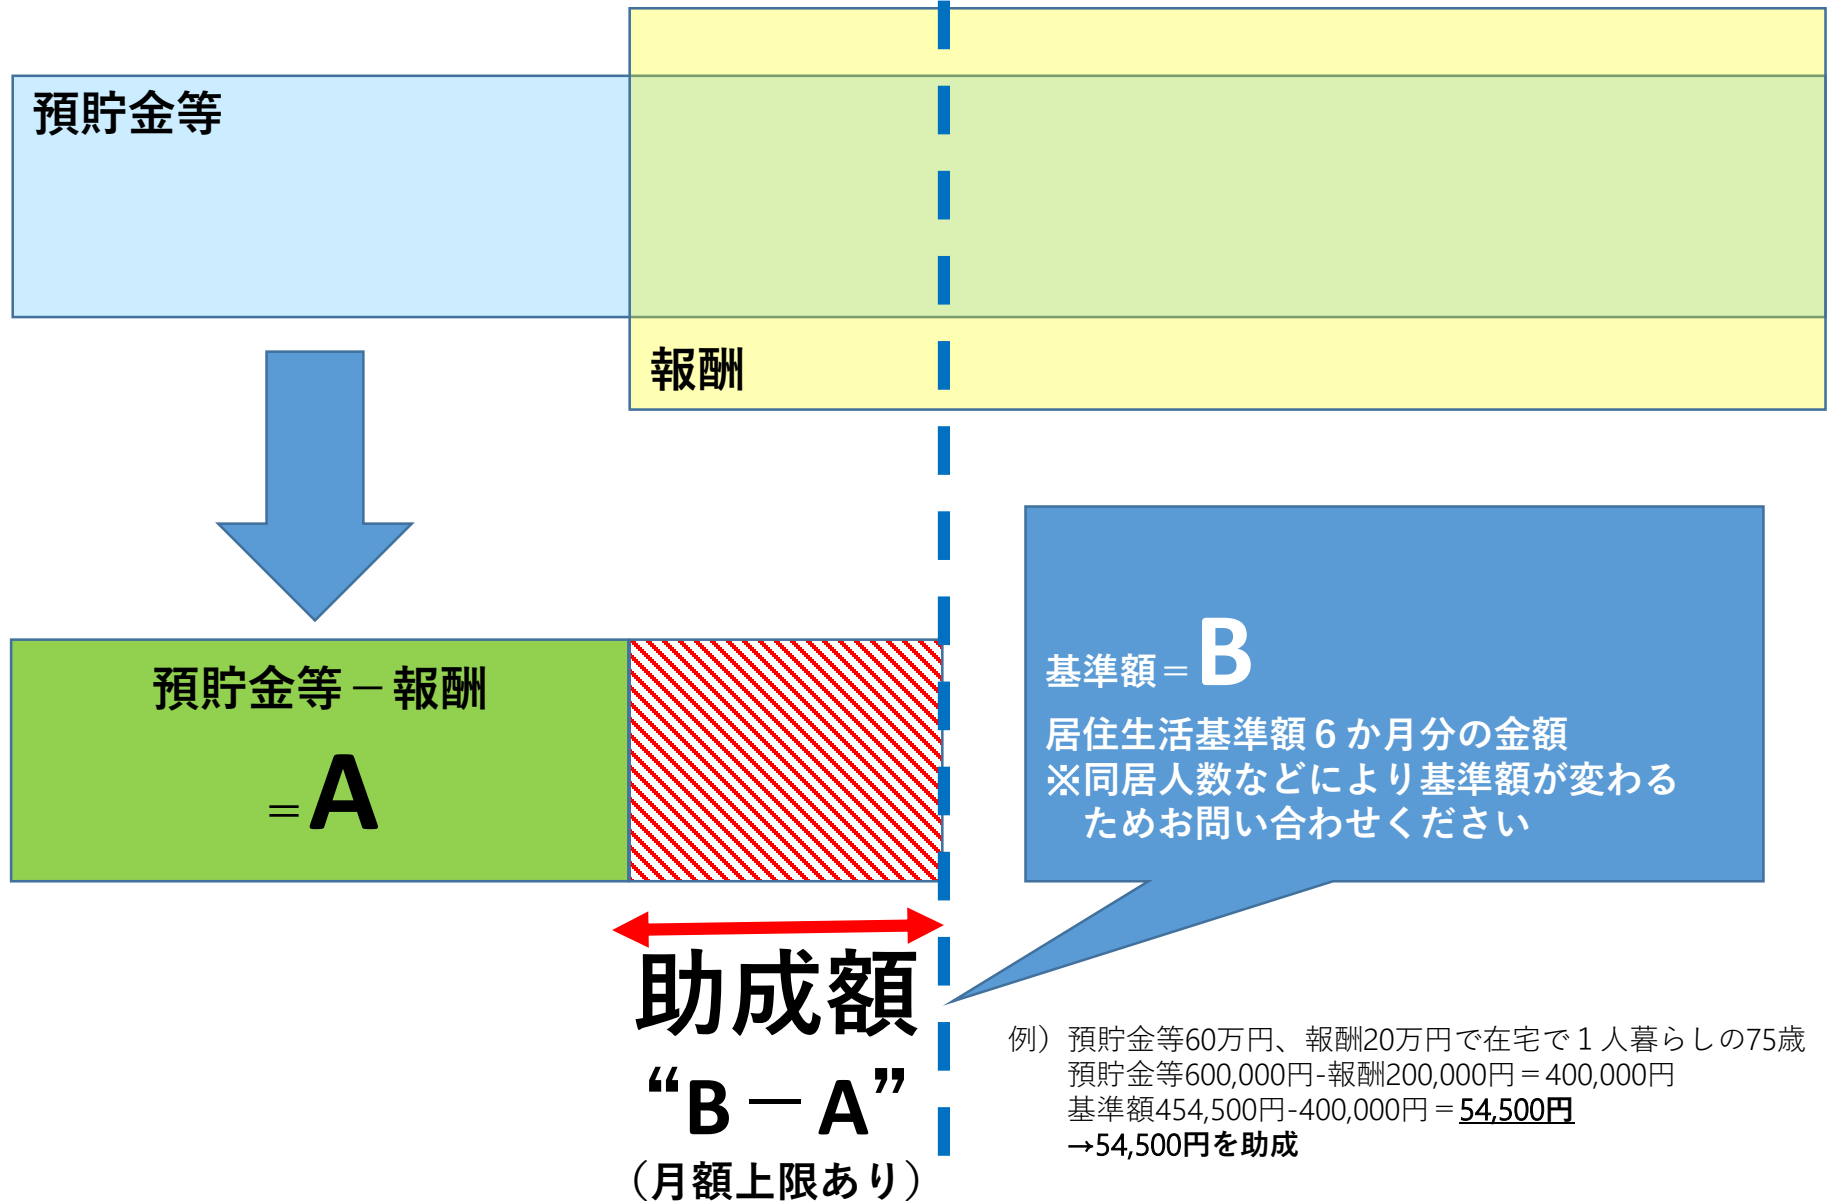 預貯金等
報酬
預貯金等－報酬
＝A
基準額＝B
居住生活基準額６か月分の金額
※同居人数などにより基準額が変わる
ためお問い合わせください
助成額
“B－A”
（月額上限あり）
例）預貯金等60万円、報酬20万円で在宅で１人暮らしの75歳
預貯金等600,000円-報酬200,000円＝400,000円
基準額454,500円-400,000円＝54,500円
→54,500円を助成